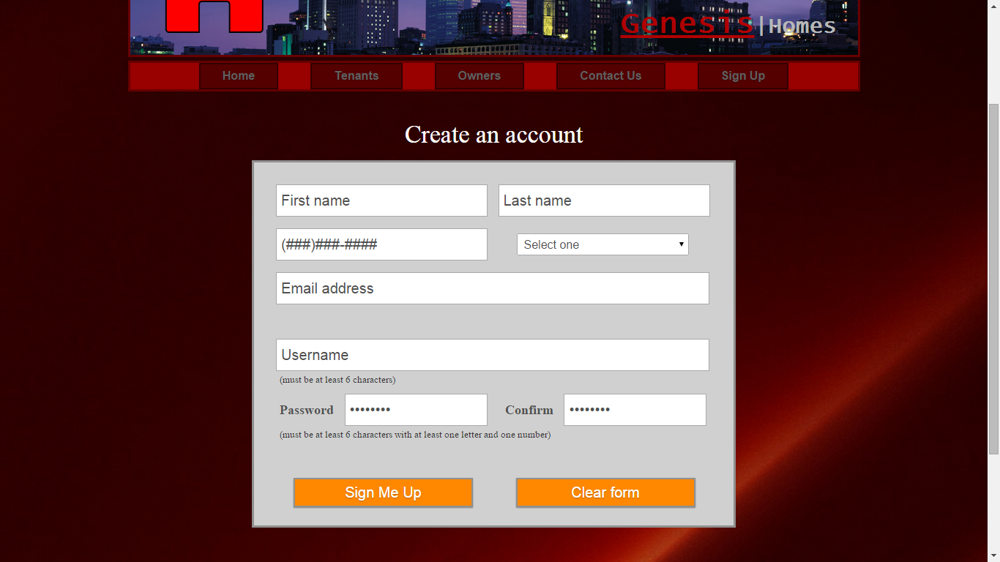 Genesis|Homes
Home Tenants Owners Contact Us Sign Up
Create an account
First name Last name
(###)###-#### Select one
Email address
Username
(must be at least 6 characters)
Password •••••••• Confirm ••••••••
(must be at least 6 characters with at least one letter and one number)
Sign Me Up Clear form